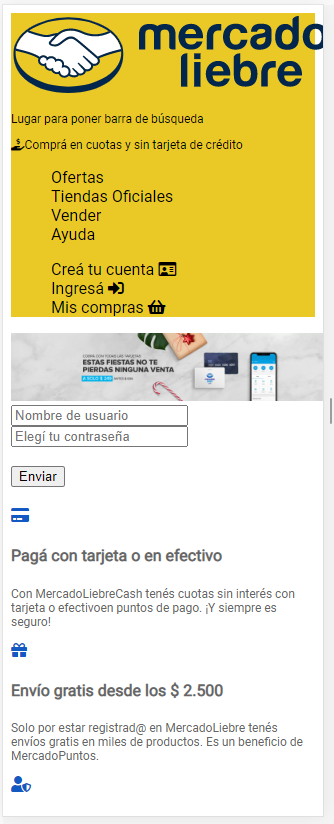 mercado
liebre
Lugar para poner barra de búsqueda
Comprá en cuotas y sin tarjeta de crédito
Ofertas
Tiendas Oficiales
Vender
Ayuda
Creá tu cuenta
Ingresá
Mis compras
ESTAS FIESTAS NO TE
PIERDAS NINGUNA VENTA
Nombre de usuario
Elegí tu contraseña
Enviar
Pagá con tarjeta o en efectivo
Con MercadoLiebreCash tenés cuotas sin interés con
tarjeta o efectivoen puntos de pago. ¡Y siempre es
seguro!
Envío gratis desde los $ 2.500
Solo por estar registrad@ en MercadoLiebre tenés
envíos gratis en miles de productos. Es un beneficio de
MercadoPuntos.